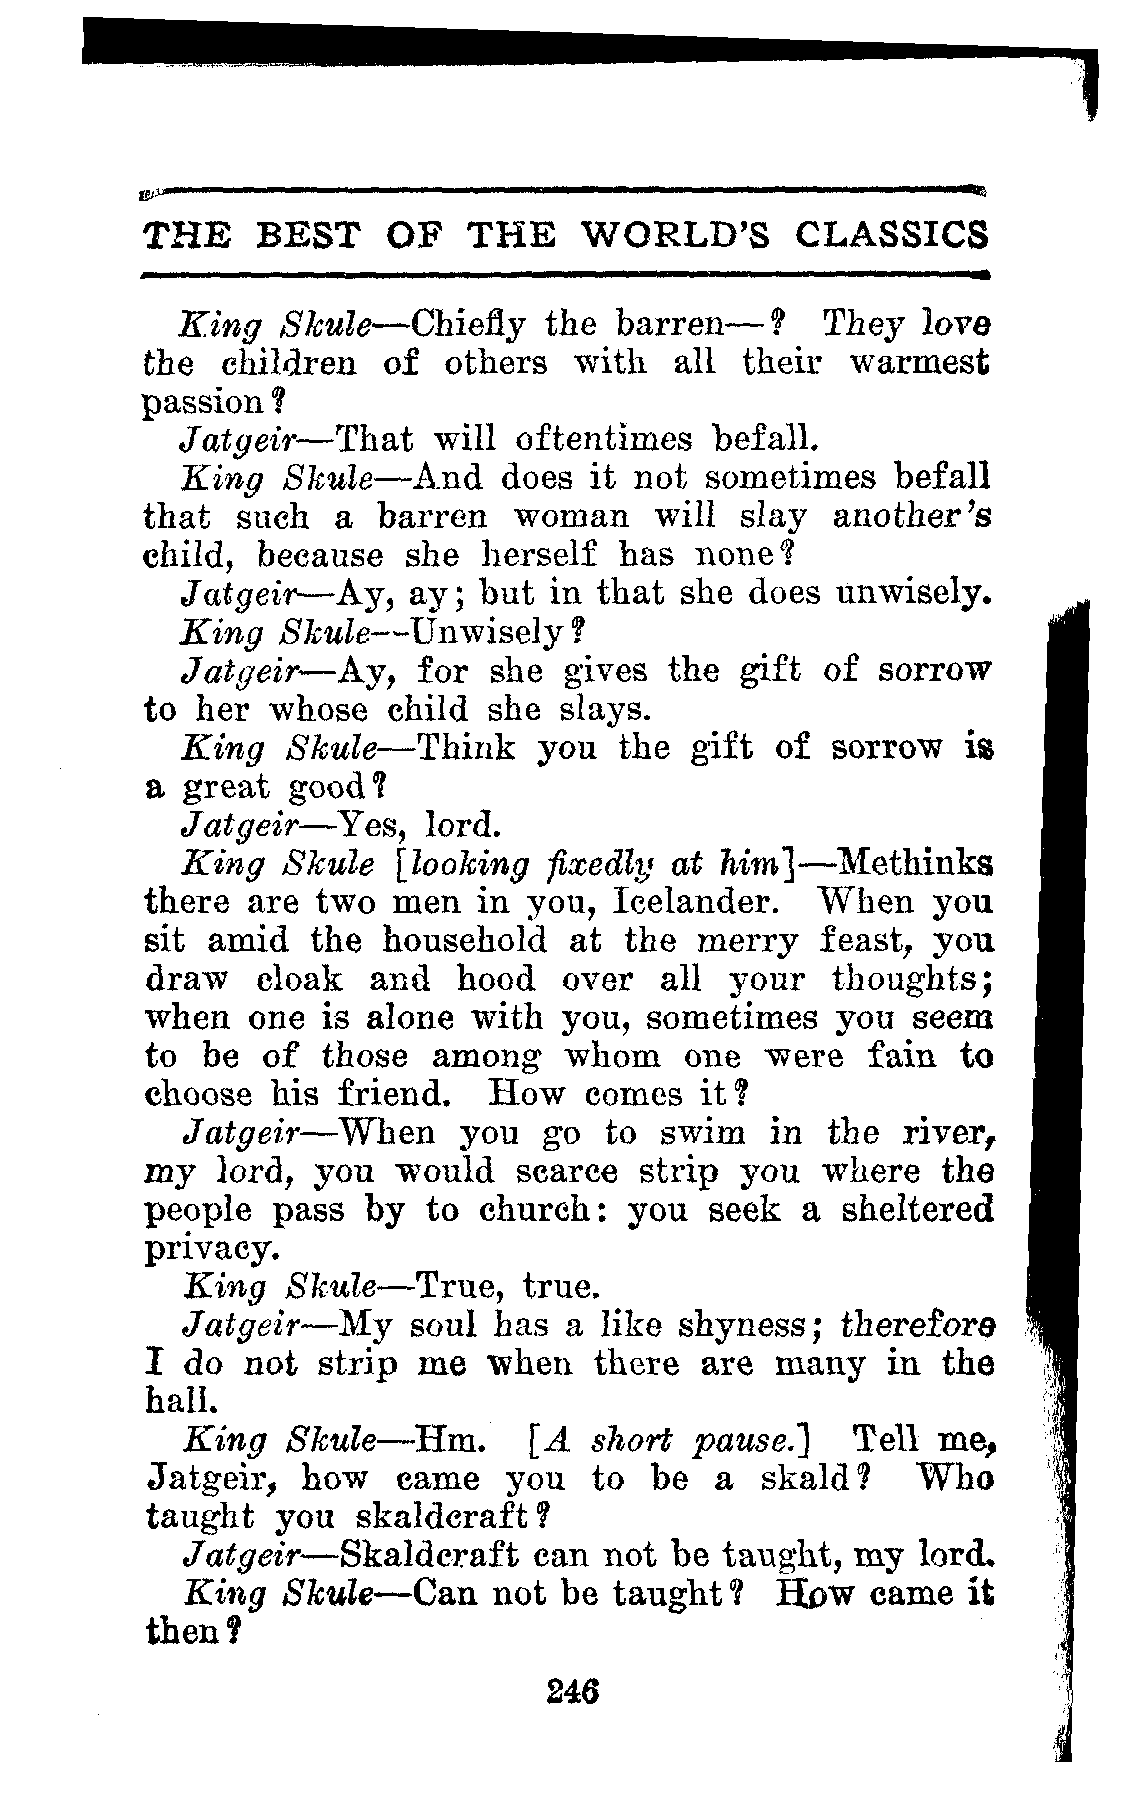 THE BEST OF THE WORLD'S CLASSICS
King Skule—Chiefly the barren—? They love
the children of others with all their warmest
passion?
Jatgeir—That will oftentimes befall.
King Skule—And does it not sometimes befall
that such a barren woman will slay another's
child, because she herself has none?
Jatgeir—Ay, ay; but in that she does unwisely.
King Skule—Unwisely?
Jatgeir—Ay, for she gives the gift of sorrow
to her whose child she slays.
King Skule—Think you the gift of sorrow is
a great good?
Jatgeir—Yes, lord.
King Skule [looking fixedly at him]—Methinks
there are two men in you, Icelander. When you
sit amid the household at the merry feast, you
draw cloak and hood over all your thoughts;
when one is alone with you, sometimes you seem
to be of those among whom one were fain to
choose his friend. How comes it?
Jatgeir—When you go to swim in the river,
my lord, you would scarce strip you where the
people pass by to church: you seek a sheltered
privacy.
King Skule—True, true.
Jatgeir—My soul has a like shyness; therefore
I do not strip me when there are many in the
hall.
King Skule—Hm. [A short pause.] Tell me,
Jatgeir, how came you to be a skald? Who
taught you skaldcraft?
Jatgeir—Skaldcraft can not be taught, my lord.
King Skule—Can not be taught? How came it
then?
246